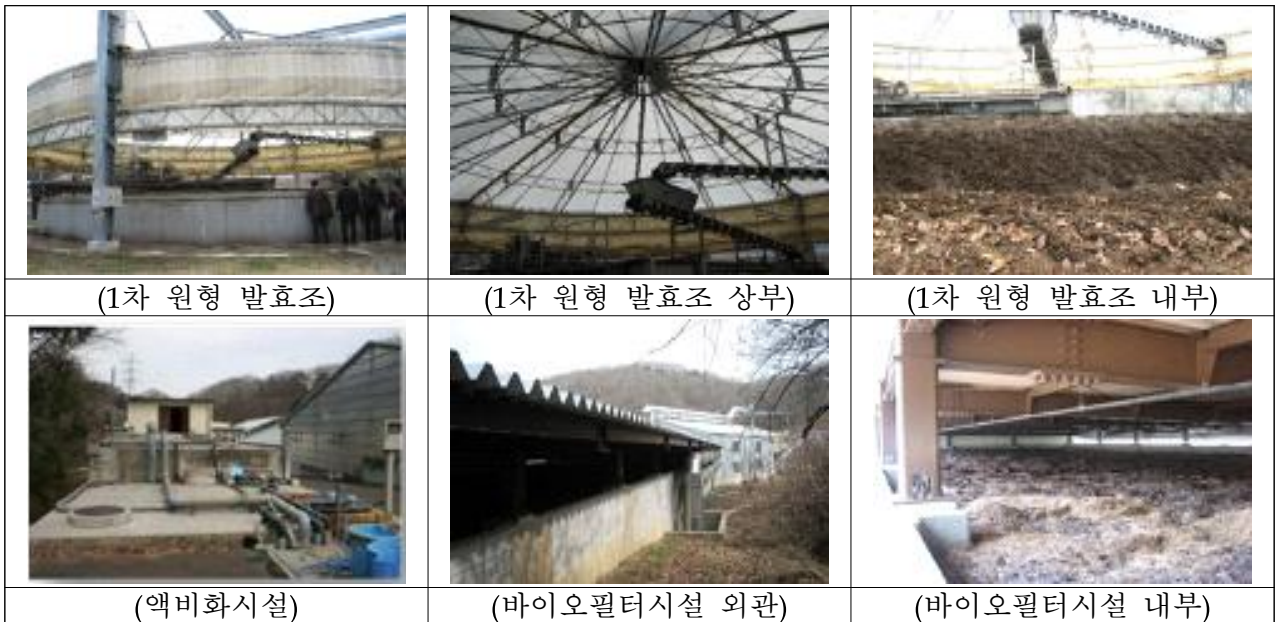 (1차 원형 발효조)
(1차 원형 발효조 상부)
(1차 원형 발효조 내부)
(액비화시설)
(바이오필터시설 외관)
(바이오필터시설 내부)